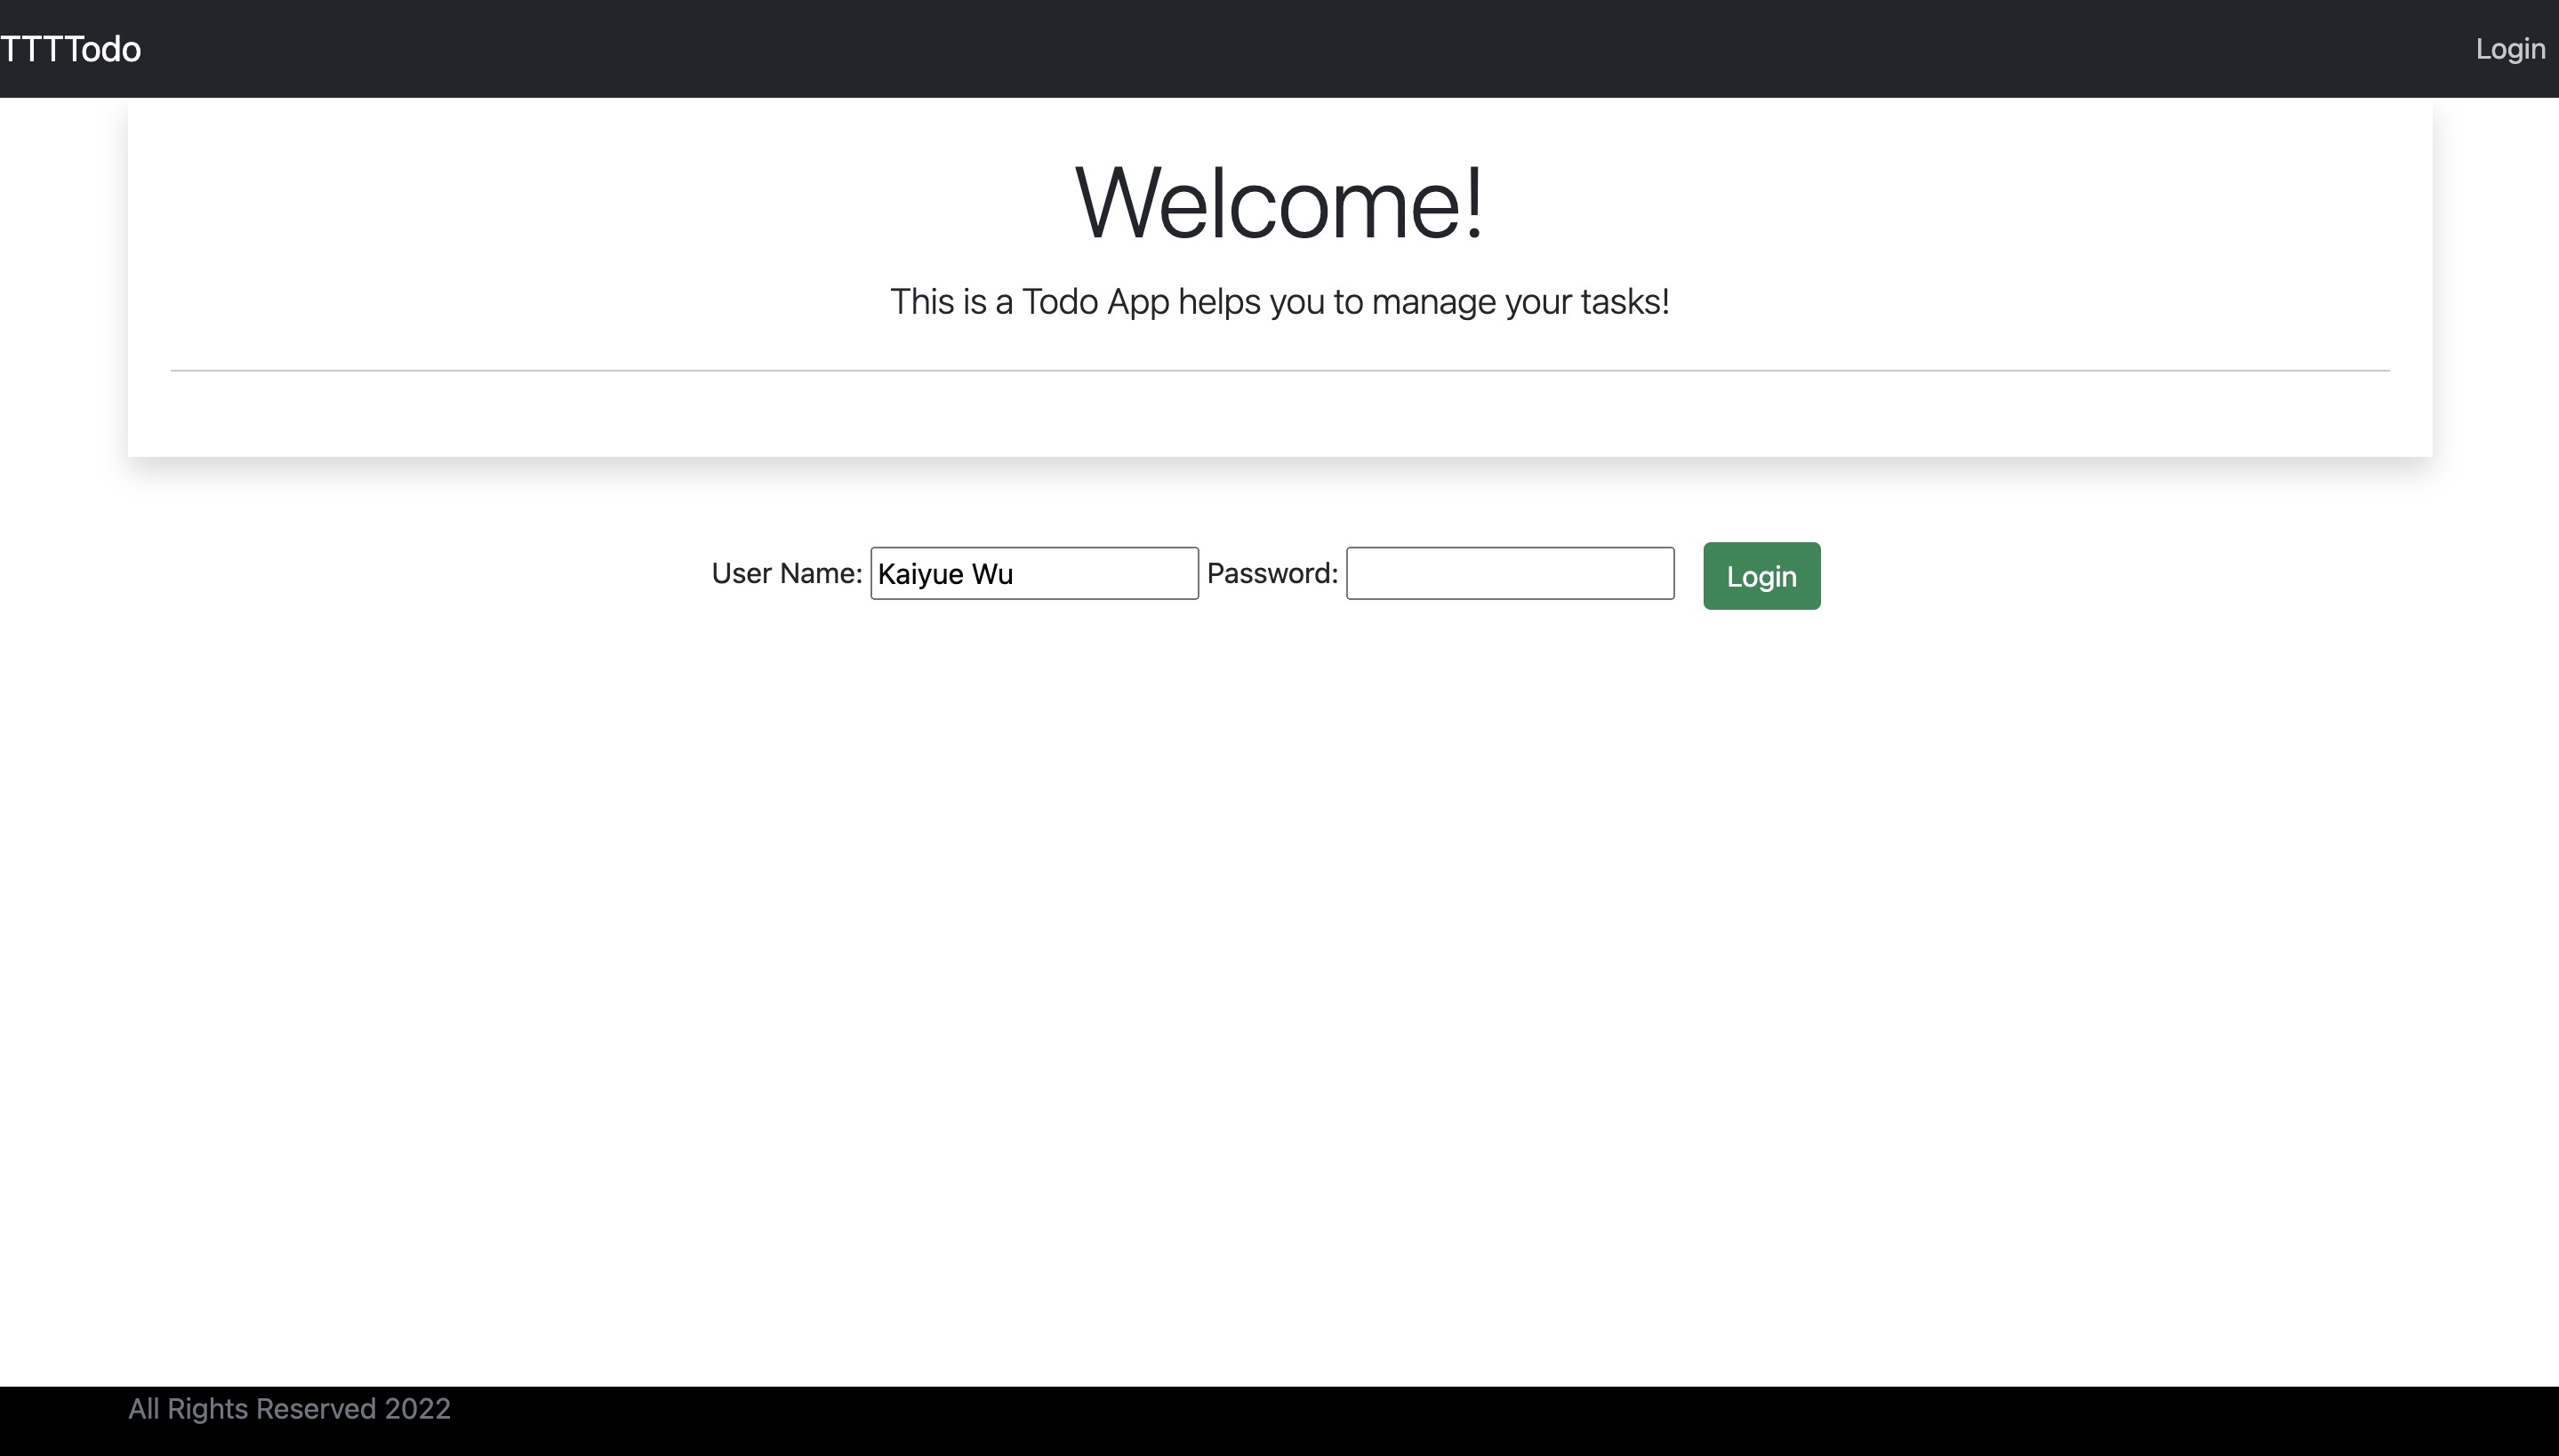 TTTTodo Login
Welcome!
This is a Todo App helps you to manage your tasks!
User Name: Kaiyue Wu Password: Login
All Rights Reserved 2022